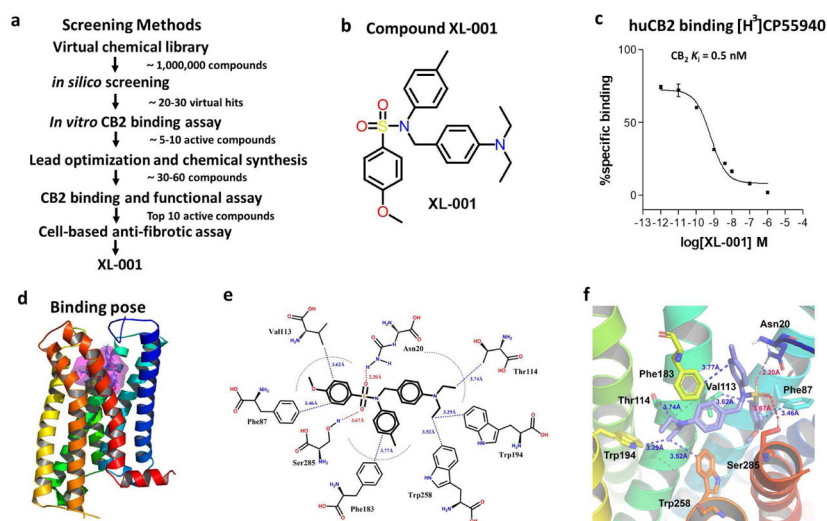 a
Screening Methods
Virtual chemical library
~ 1,000,000 compounds
in silico screening
~ 20-30 virtual hits
In vitro CB2 binding assay
~ 5-10 active compounds
Lead optimization and chemical synthesis
~ 30-60 compounds
CB2 binding and functional assay
Top 10 active compounds
Cell-based anti-fibrotic assay
XL-001
b
Compound XL-001
O
S
O
N
N
O
XL-001
c
huCB2 binding [H³]CP55940
CB₂ Kᵢ = 0.5 nM
100
50
0
%specific binding
-13 -12 -11 -10 -9 -8 -7 -6 -5 -4
log[XL-001] M
d
Binding pose
e
Val113
Asn20
Thr114
Phe87
Ser285
Phe183
Trp258
Trp194
3.62Å
2.20Å
3.74Å
3.46Å
3.67Å
3.77Å
3.29Å
3.52Å
f
Asn20
Phe183
3.77Å
2.20Å
Phe87
Val113
Thr114
3.62Å
3.74Å
3.67Å
3.46Å
Trp194
3.29Å
3.52Å
Ser285
Trp258